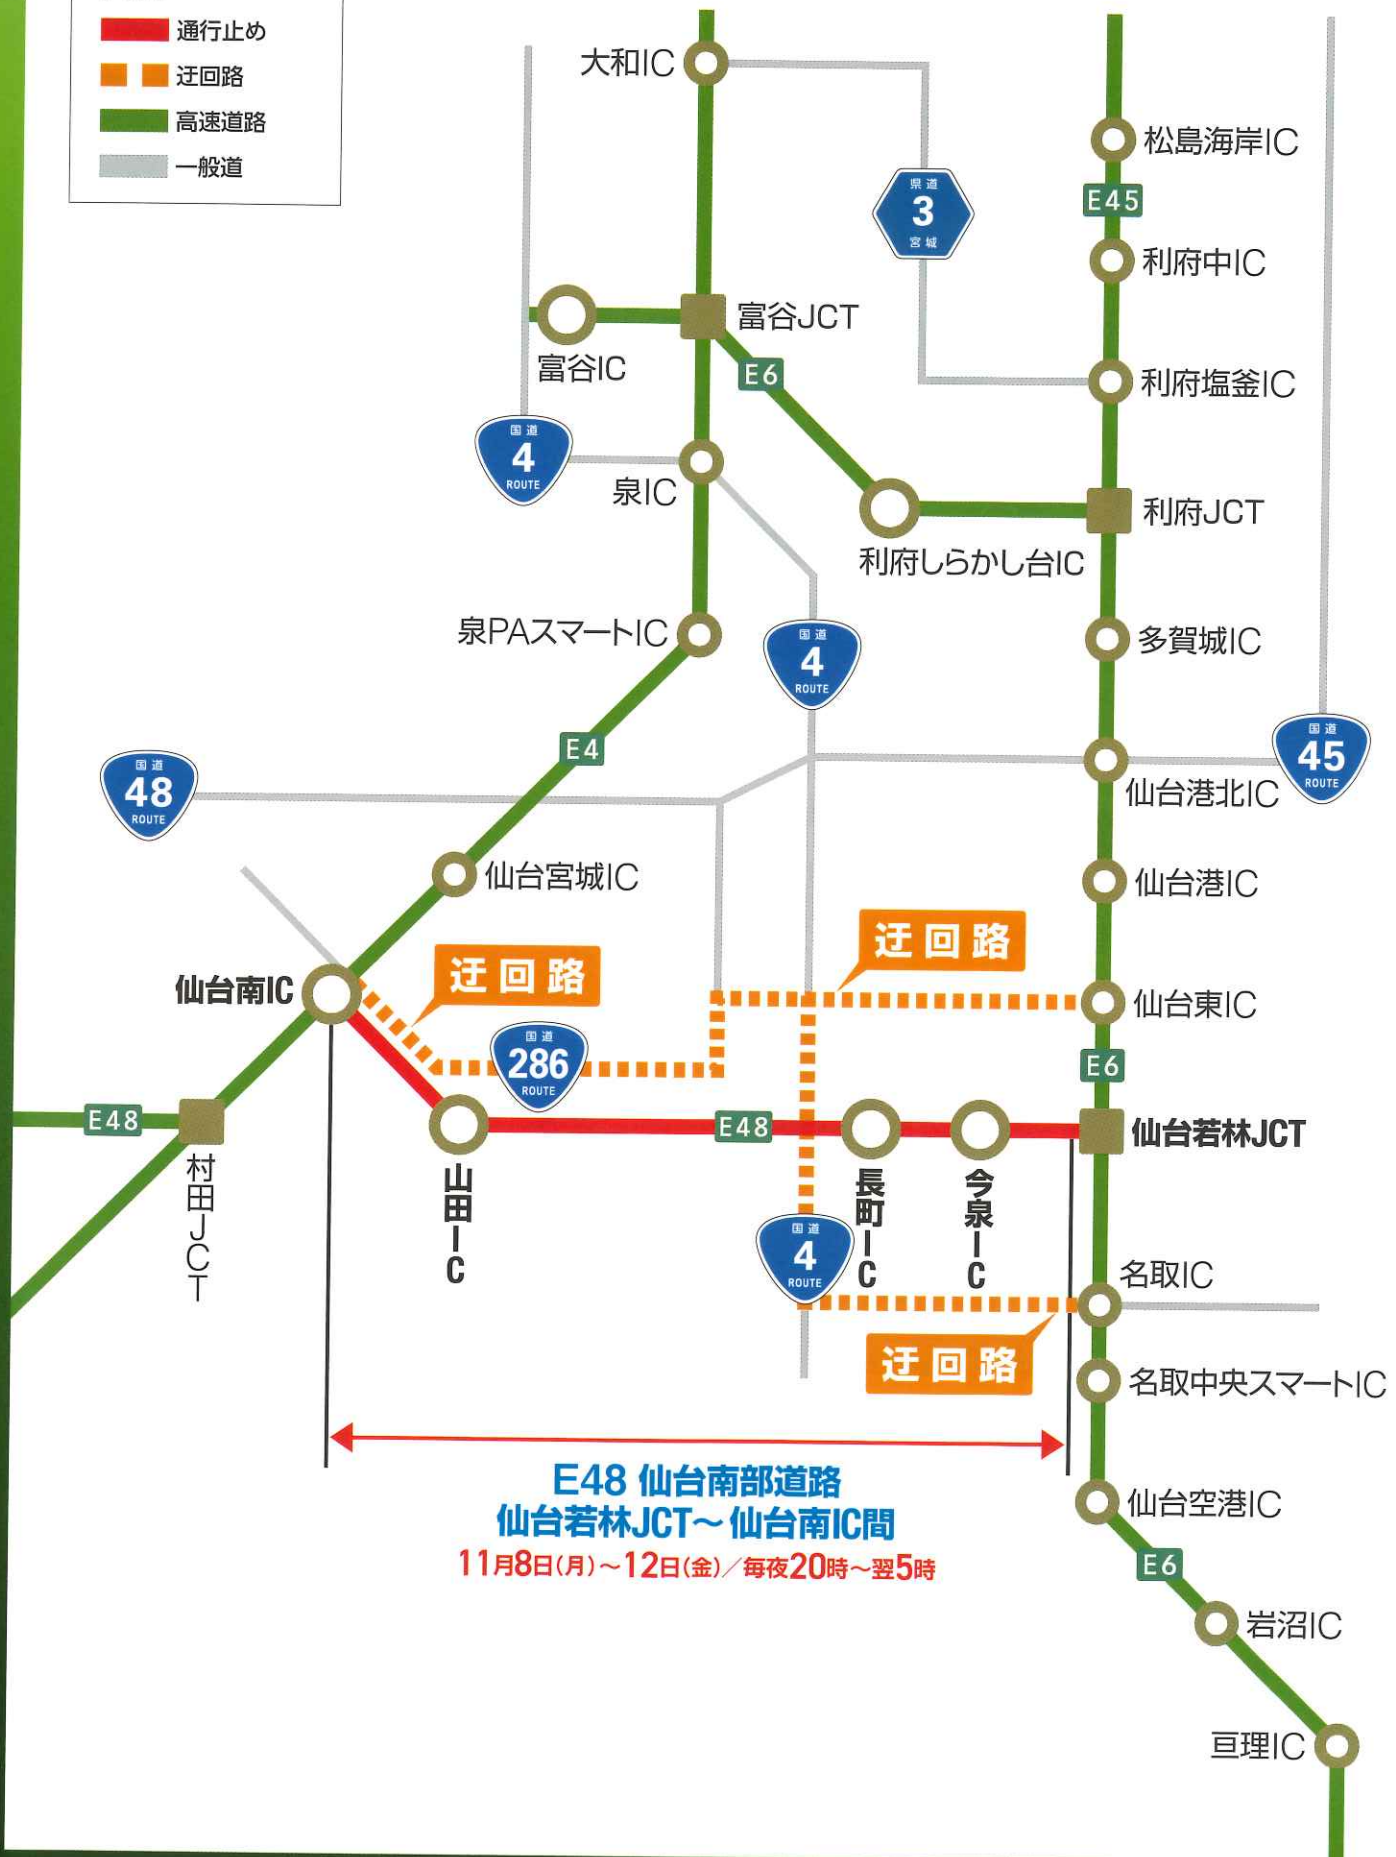 通行止め
迂回路
高速道路
一般道
大和IC
松島海岸IC
県道
3
宮城
E45
利府中IC
富谷JCT
富谷IC
E6
利府塩釜IC
国道
4
ROUTE
泉IC
利府JCT
利府しらかし台IC
泉PAスマートIC
国道
4
ROUTE
多賀城IC
E4
国道
48
ROUTE
国道
45
ROUTE
仙台港北IC
仙台宮城IC
仙台港IC
迂回路
迂回路
仙台南IC
仙台東IC
国道
286
ROUTE
E6
E48
E48
仙台若林JCT
村田JCT
山田IC
長町IC
今泉IC
国道
4
ROUTE
名取IC
迂回路
名取中央スマートIC
E48 仙台南部道路
仙台若林JCT～仙台南IC間
11月8日(月)～12日(金)／毎夜20時～翌5時
仙台空港IC
E6
岩沼IC
亘理IC